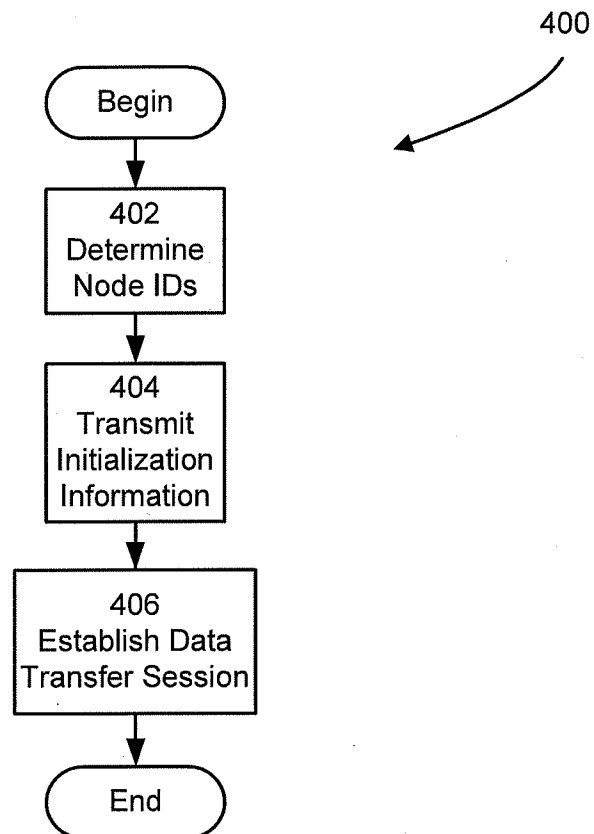 400
Begin
402
Determine
Node IDs
404
Transmit
Initialization
Information
406
Establish Data
Transfer Session
End